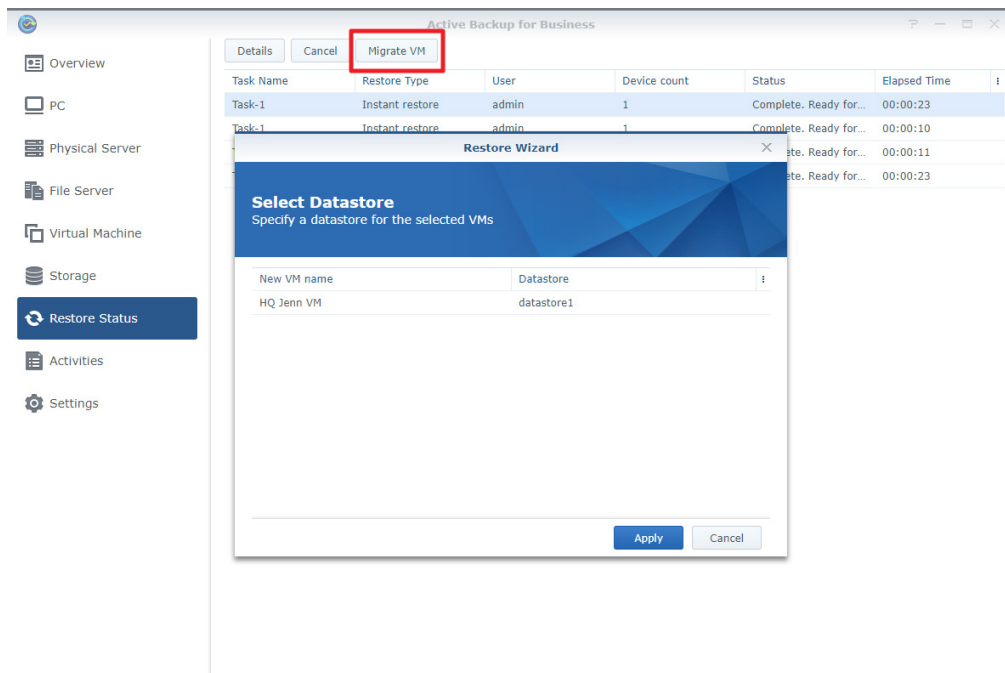 Active Backup for Business
Overview
PC
Physical Server
File Server
Virtual Machine
Storage
Restore Status
Activities
Settings
Details Cancel Migrate VM
Task Name Restore Type User Device count Status Elapsed Time
Task-1 Instant restore admin 1 Complete. Ready for... 00:00:23
Task-1 Instant restore admin 1 Complete. Ready for... 00:00:10
ete. Ready for... 00:00:11
ete. Ready for... 00:00:23
Restore Wizard
Select Datastore
Specify a datastore for the selected VMs
New VM name Datastore
HQ Jenn VM datastore1
Apply Cancel